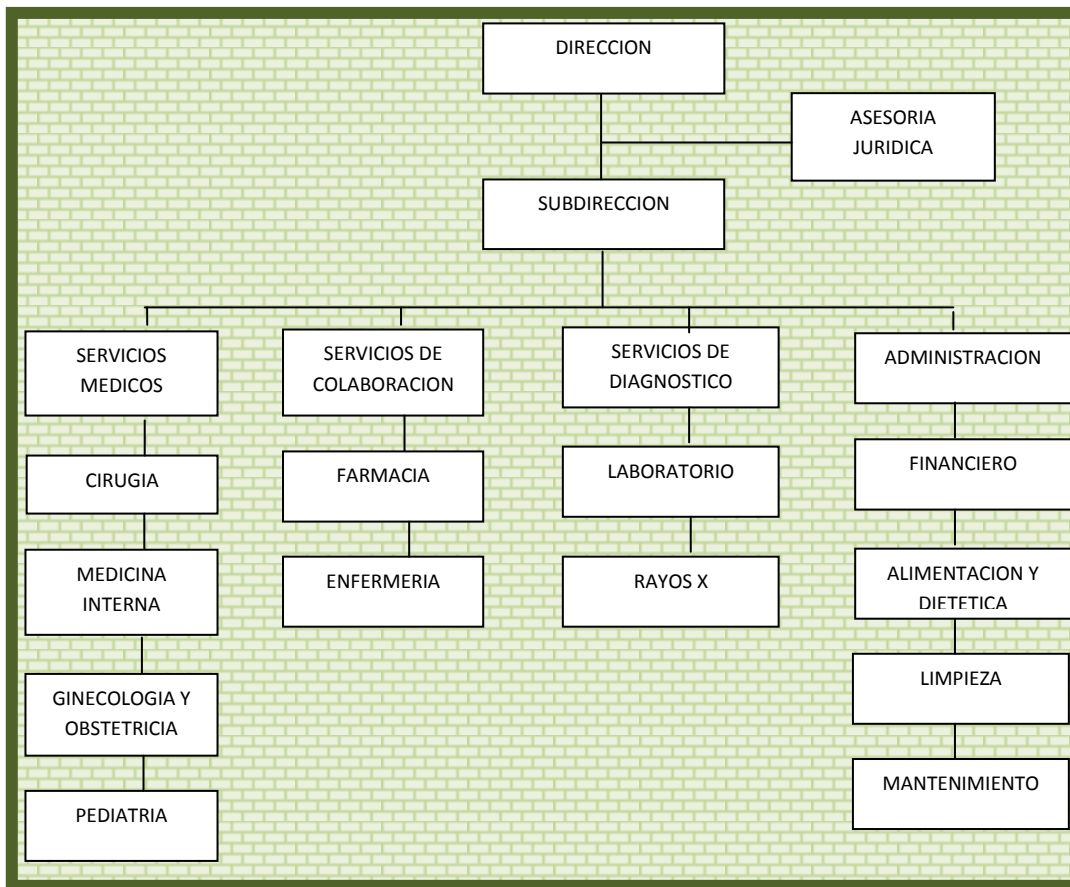 DIRECCION
ASESORIA
JURIDICA
SUBDIRECCION
SERVICIOS
MEDICOS
SERVICIOS DE
COLABORACION
SERVICIOS DE
DIAGNOSTICO
ADMINISTRACION
CIRUGIA
FARMACIA
LABORATORIO
FINANCIERO
MEDICINA
INTERNA
ENFERMERIA
RAYOS X
ALIMENTACION Y
DIETETICA
GINECOLOGIA Y
OBSTETRICIA
LIMPIEZA
PEDIATRIA
MANTENIMIENTO